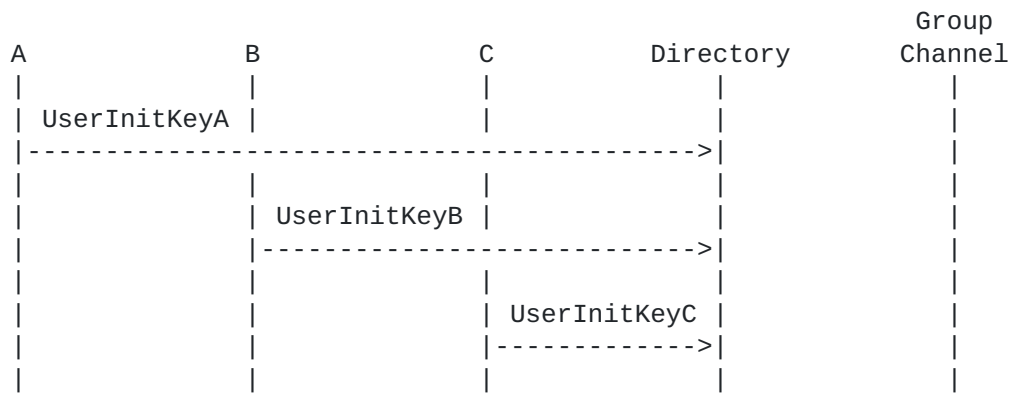 Group
A B C Directory Channel
UserInitKeyA
UserInitKeyB
UserInitKeyC